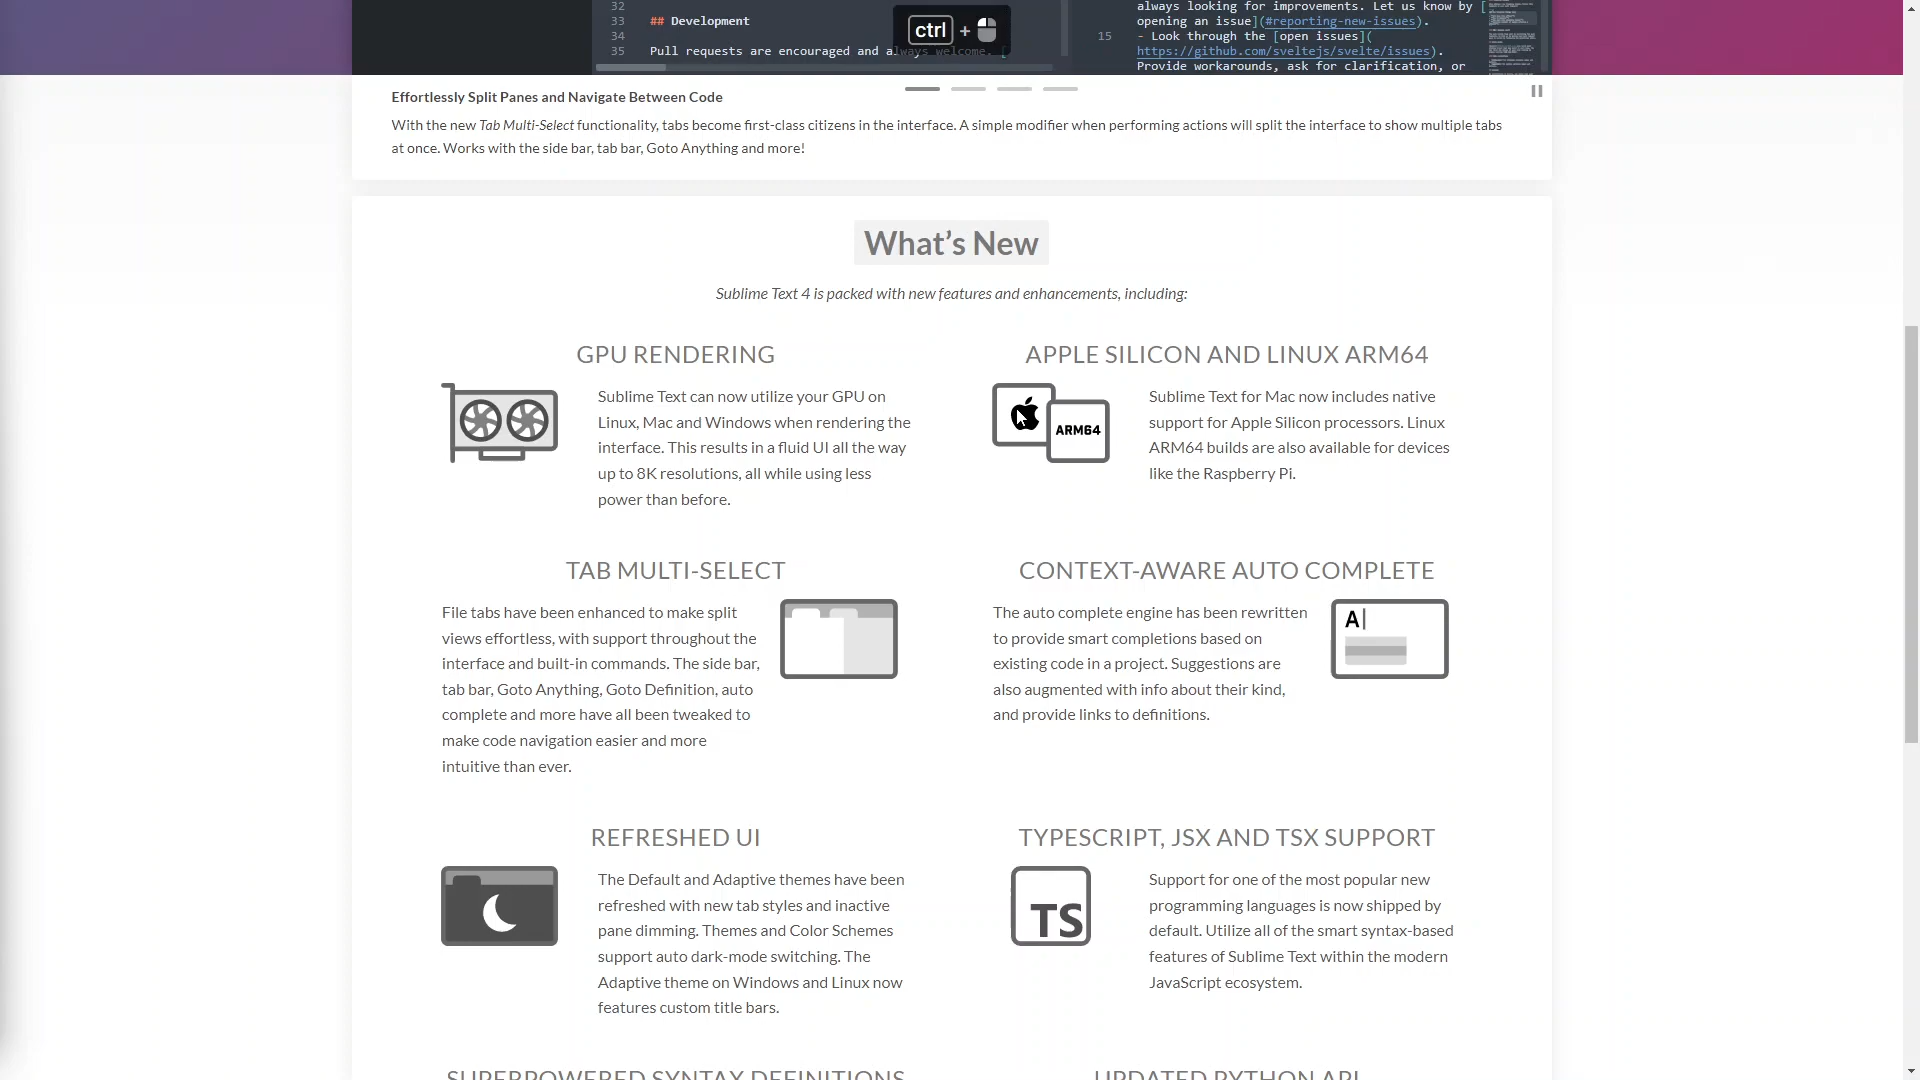 32
33 ## Development
34
35 Pull requests are encouraged and always welcome. [
always looking for improvements. Let us know by [
opening an issue](#reporting-new-issues).
15 - Look through the [open issues](
https://github.com/sveltejs/svelte/issues).
Provide workarounds, ask for clarification, or
ctrl +
Effortlessly Split Panes and Navigate Between Code
With the new Tab Multi-Select functionality, tabs become first-class citizens in the interface. A simple modifier when performing actions will split the interface to show multiple tabs
at once. Works with the side bar, tab bar, Goto Anything and more!
What’s New
Sublime Text 4 is packed with new features and enhancements, including:
GPU RENDERING
Sublime Text can now utilize your GPU on
Linux, Mac and Windows when rendering the
interface. This results in a fluid UI all the way
up to 8K resolutions, all while using less
power than before.
APPLE SILICON AND LINUX ARM64
ARM64
Sublime Text for Mac now includes native
support for Apple Silicon processors. Linux
ARM64 builds are also available for devices
like the Raspberry Pi.
TAB MULTI-SELECT
File tabs have been enhanced to make split
views effortless, with support throughout the
interface and built-in commands. The side bar,
tab bar, Goto Anything, Goto Definition, auto
complete and more have all been tweaked to
make code navigation easier and more
intuitive than ever.
CONTEXT-AWARE AUTO COMPLETE
The auto complete engine has been rewritten
to provide smart completions based on
existing code in a project. Suggestions are
also augmented with info about their kind,
and provide links to definitions.
A|
REFRESHED UI
The Default and Adaptive themes have been
refreshed with new tab styles and inactive
pane dimming. Themes and Color Schemes
support auto dark-mode switching. The
Adaptive theme on Windows and Linux now
features custom title bars.
TYPESCRIPT, JSX AND TSX SUPPORT
TS
Support for one of the most popular new
programming languages is now shipped by
default. Utilize all of the smart syntax-based
features of Sublime Text within the modern
JavaScript ecosystem.
SUPERPOWERED SYNTAX DEFINITIONS
UPDATED PYTHON API